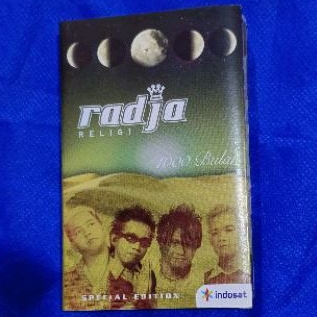 radja
RELIGI
1000 Bulan
SPECIAL EDITION
indosat